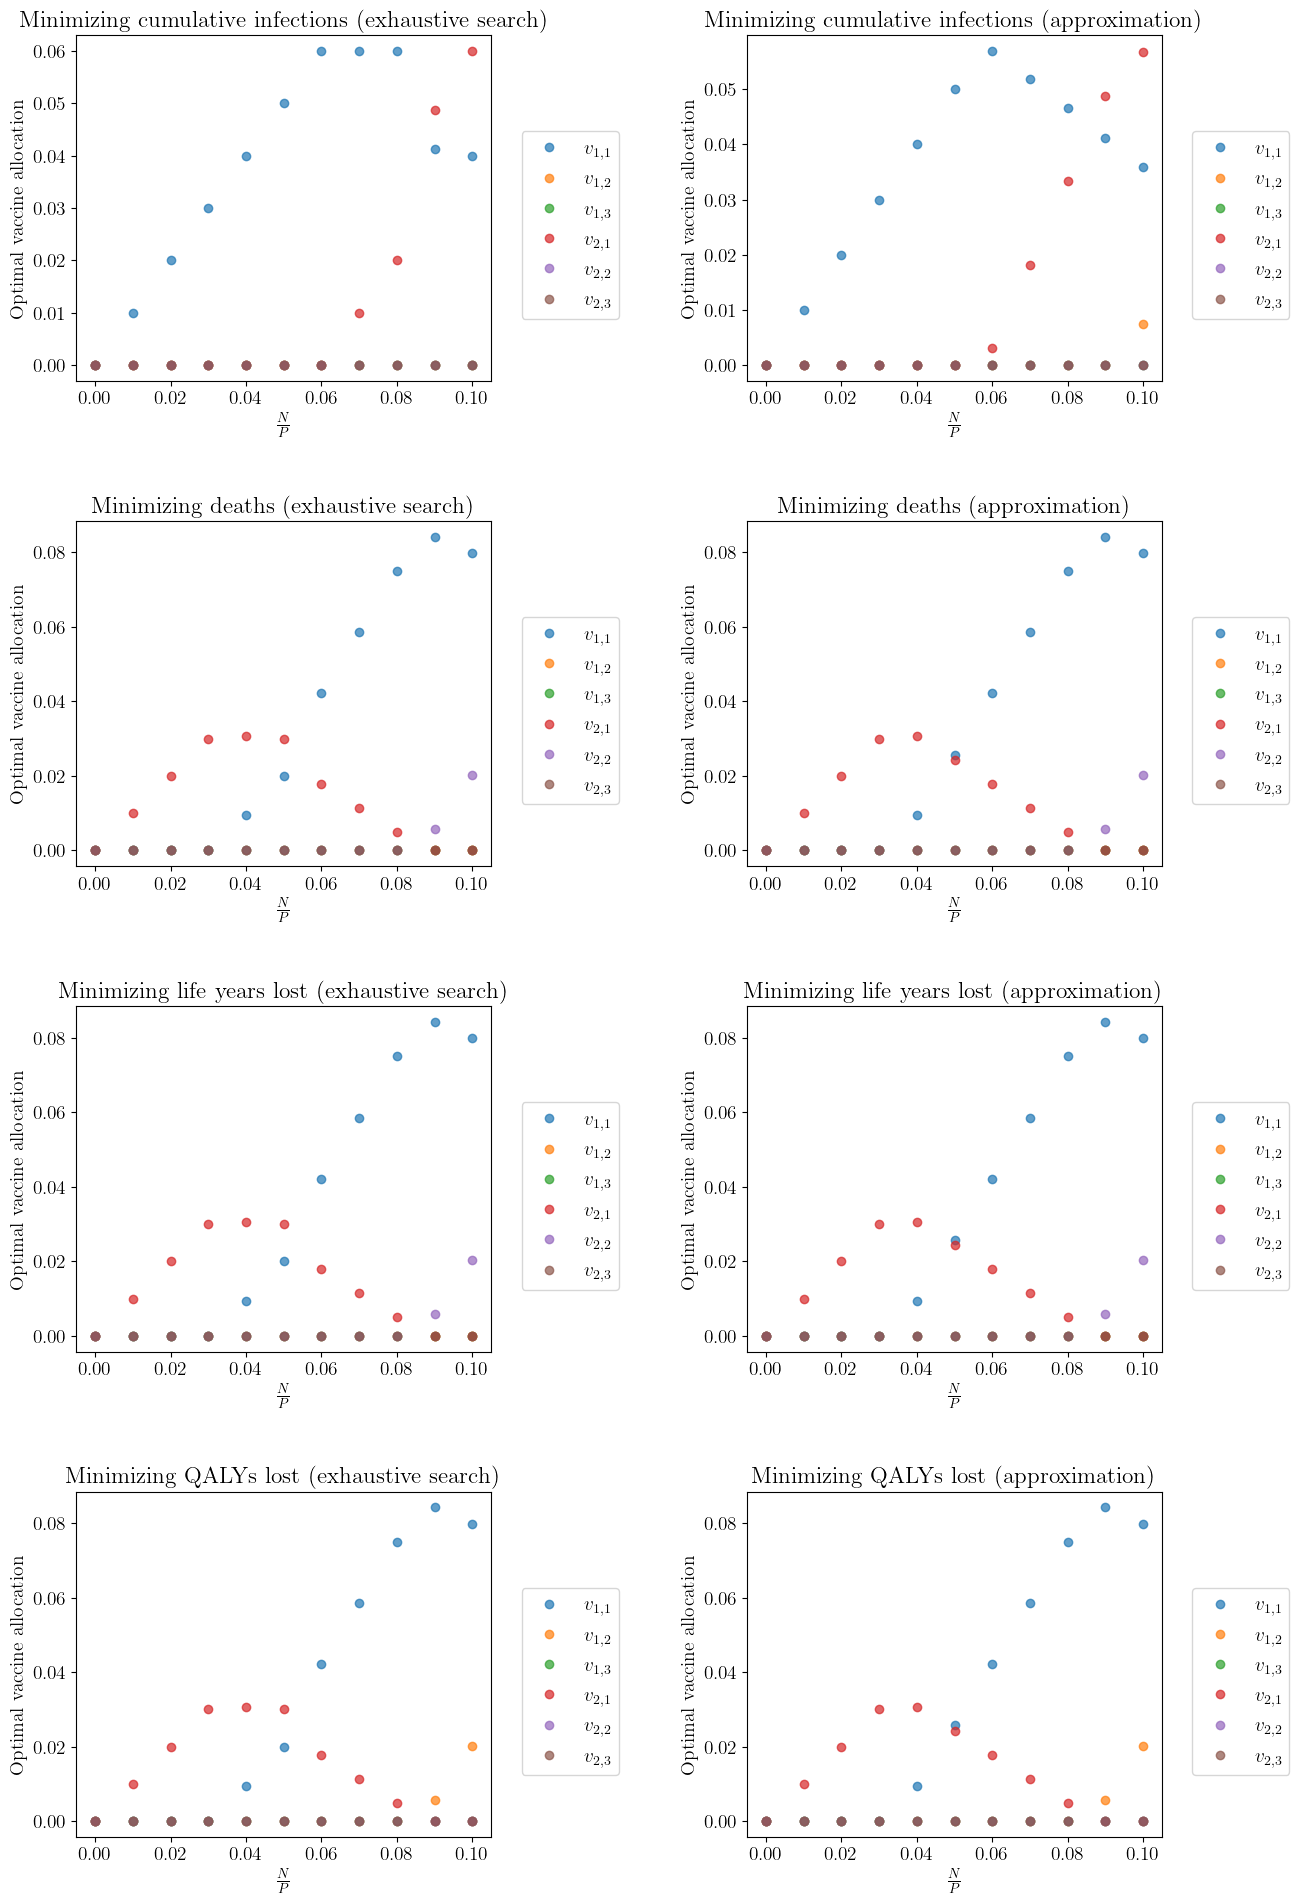 Minimizing cumulative infections (exhaustive search)
Optimal vaccine allocation
0.06
0.05
0.04
0.03
0.02
0.01
0.00
0.00 0.02 0.04 0.06 0.08 0.10
N/P
v1,1
v1,2
v1,3
v2,1
v2,2
v2,3
Minimizing cumulative infections (approximation)
Optimal vaccine allocation
0.05
0.04
0.03
0.02
0.01
0.00
0.00 0.02 0.04 0.06 0.08 0.10
N/P
v1,1
v1,2
v1,3
v2,1
v2,2
v2,3
Minimizing deaths (exhaustive search)
Optimal vaccine allocation
0.08
0.06
0.04
0.02
0.00
0.00 0.02 0.04 0.06 0.08 0.10
N/P
v1,1
v1,2
v1,3
v2,1
v2,2
v2,3
Minimizing deaths (approximation)
Optimal vaccine allocation
0.08
0.06
0.04
0.02
0.00
0.00 0.02 0.04 0.06 0.08 0.10
N/P
v1,1
v1,2
v1,3
v2,1
v2,2
v2,3
Minimizing life years lost (exhaustive search)
Optimal vaccine allocation
0.08
0.06
0.04
0.02
0.00
0.00 0.02 0.04 0.06 0.08 0.10
N/P
v1,1
v1,2
v1,3
v2,1
v2,2
v2,3
Minimizing life years lost (approximation)
Optimal vaccine allocation
0.08
0.06
0.04
0.02
0.00
0.00 0.02 0.04 0.06 0.08 0.10
N/P
v1,1
v1,2
v1,3
v2,1
v2,2
v2,3
Minimizing QALYs lost (exhaustive search)
Optimal vaccine allocation
0.08
0.06
0.04
0.02
0.00
0.00 0.02 0.04 0.06 0.08 0.10
N/P
v1,1
v1,2
v1,3
v2,1
v2,2
v2,3
Minimizing QALYs lost (approximation)
Optimal vaccine allocation
0.08
0.06
0.04
0.02
0.00
0.00 0.02 0.04 0.06 0.08 0.10
N/P
v1,1
v1,2
v1,3
v2,1
v2,2
v2,3